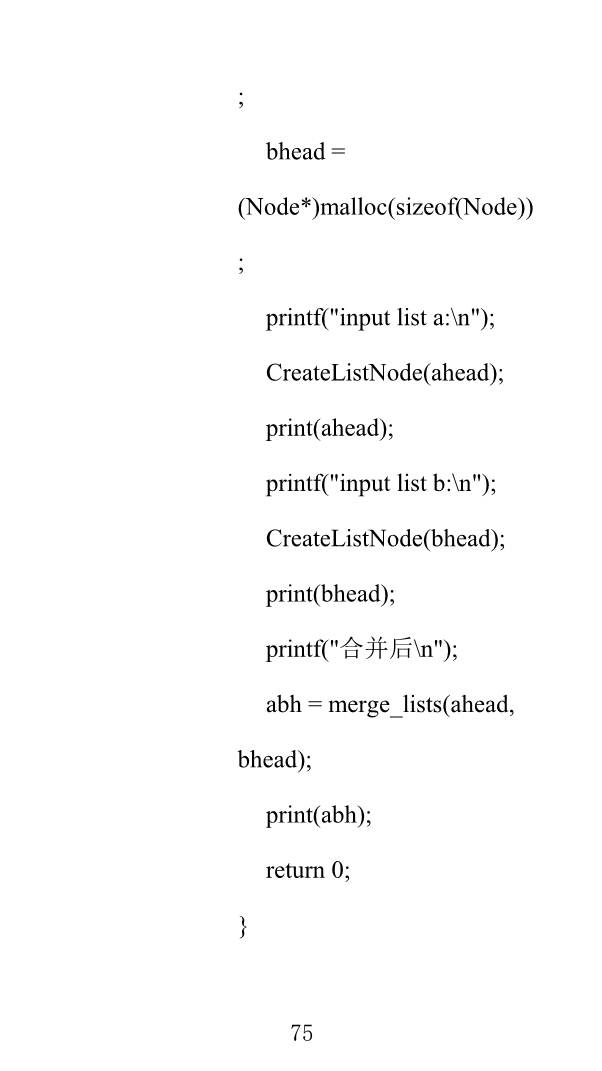 ;
bhead =
(Node*)malloc(sizeof(Node))
;
printf("input list a:\n");
CreateListNode(ahead);
print(ahead);
printf("input list b:\n");
CreateListNode(bhead);
print(bhead);
printf("合并后\n");
abh = merge_lists(ahead,
bhead);
print(abh);
return 0;
}
75